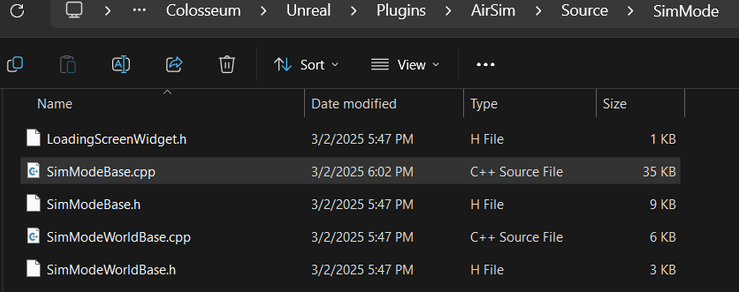 Colosseum > Unreal > Plugins > AirSim > Source > SimMode
Sort View
Name Date modified Type Size
LoadingScreenWidget.h 3/2/2025 5:47 PM H File 1 KB
SimModeBase.cpp 3/2/2025 6:02 PM C++ Source File 35 KB
SimModeBase.h 3/2/2025 5:47 PM H File 9 KB
SimModeWorldBase.cpp 3/2/2025 5:47 PM C++ Source File 6 KB
SimModeWorldBase.h 3/2/2025 5:47 PM H File 3 KB